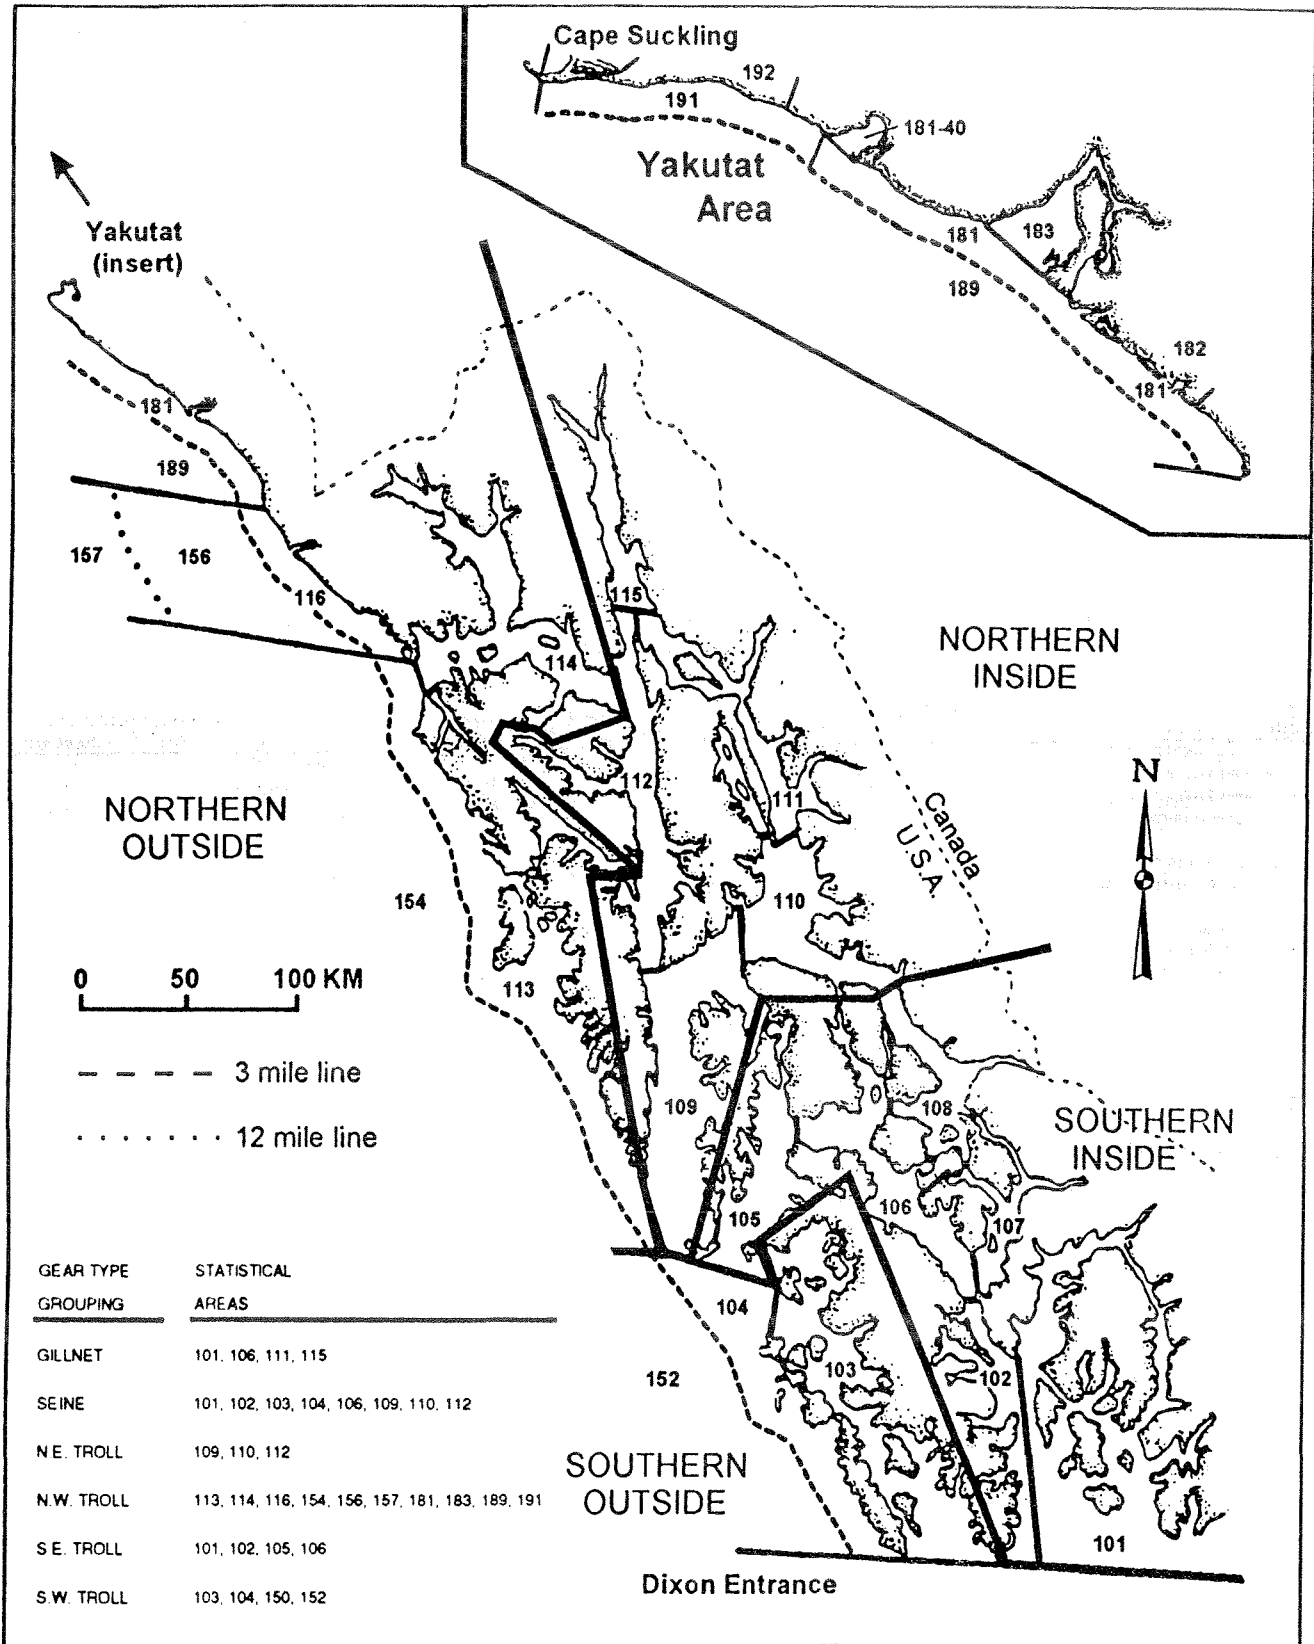 Cape Suckling
192
191
181-40
Yakutat
Area
181
183
189
182
181
Yakutat
(insert)
181
189
157
156
116
115
114
NORTHERN
INSIDE
112
111
N
NORTHERN
OUTSIDE
Canada
U.S.A.
154
110
0 50 100 KM
113
3 mile line
109
108
12 mile line
SOUTHERN
INSIDE
105
106
107
104
GEAR TYPE STATISTICAL
GROUPING AREAS
GILLNET 101, 106, 111, 115
SEINE 101, 102, 103, 104, 106, 109, 110, 112
N.E. TROLL 109, 110, 112
N.W. TROLL 113, 114, 116, 154, 156, 157, 181, 183, 189, 191
S.E. TROLL 101, 102, 105, 106
S.W. TROLL 103, 104, 150, 152
103
102
152
SOUTHERN
OUTSIDE
101
Dixon Entrance